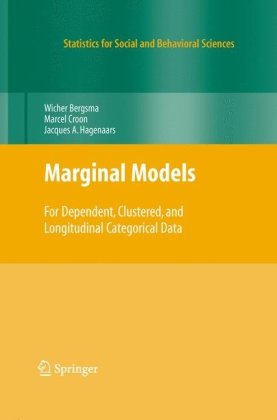 Statistics for Social and Behavioral Sciences
Wicher Bergsma
Marcel Croon
Jacques A. Hagenaars
Marginal Models
For Dependent, Clustered, and
Longitudinal Categorical Data
Springer